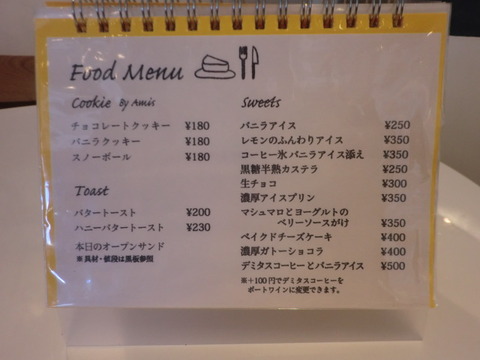 Food Menu
Cookie By Amis
チョコレートクッキー ¥180
バニラクッキー ¥180
スノーボール ¥180
Toast
バタートースト ¥200
ハニーバタートースト ¥230
本日のオープンサンド
※具材・値段は黒板参照
Sweets
バニラアイス ¥250
レモンのふんわりアイス ¥350
コーヒー氷 バニラアイス添え ¥350
黒糖半熟カステラ ¥250
生チョコ ¥300
濃厚アイスプリン ¥350
マシュマロとヨーグルトの
ベリーソースがけ ¥350
ベイクドチーズケーキ ¥400
濃厚ガトーショコラ ¥400
デミタスコーヒーとバニラアイス ¥500
※+100円でデミタスコーヒーを
ポートワインに変更できます。